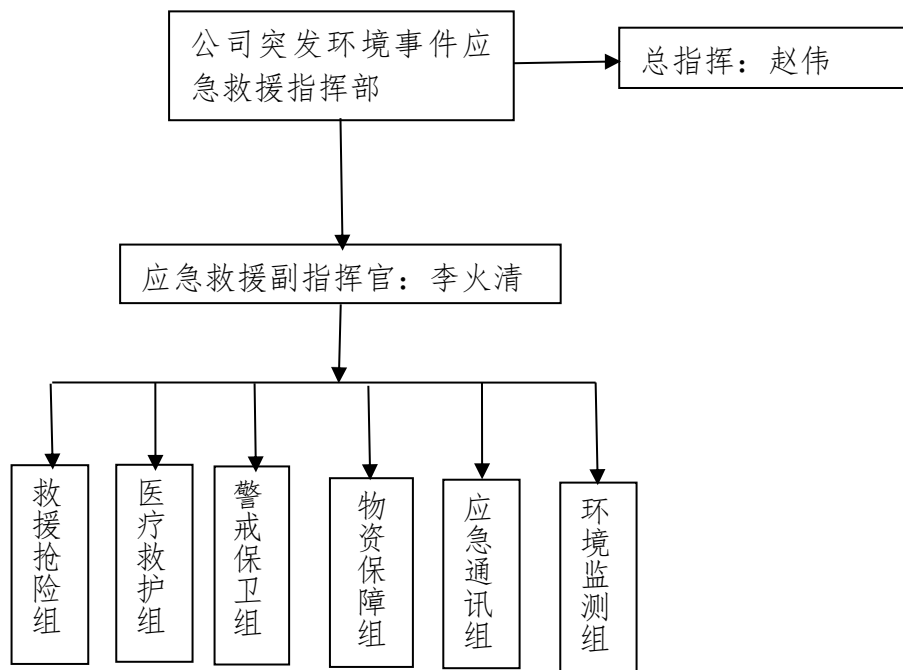 公司突发环境事件应
急救援指挥部
总指挥：赵伟
应急救援副指挥官：李火清
救援抢险组
医疗救护组
警戒保卫组
物资保障组
应急通讯组
环境监测组